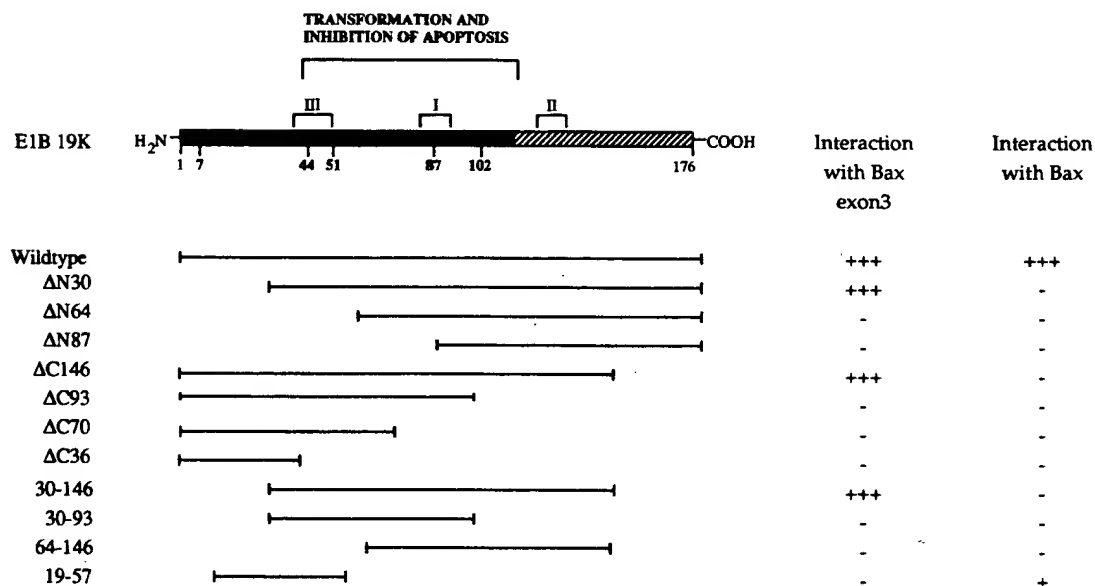 TRANSFORMATION AND
INHIBITION OF APOPTOSIS
III I II
E1B 19K H2N COOH
1 7 44 51 87 102 176
Interaction with Bax exon3
Interaction with Bax
Wildtype +++ +++
ΔN30 +++ -
ΔN64 - -
ΔN87 - -
ΔC146 +++ -
ΔC93 - -
ΔC70 - -
ΔC36 - -
30-146 +++ -
30-93 - -
64-146 - -
19-57 - +